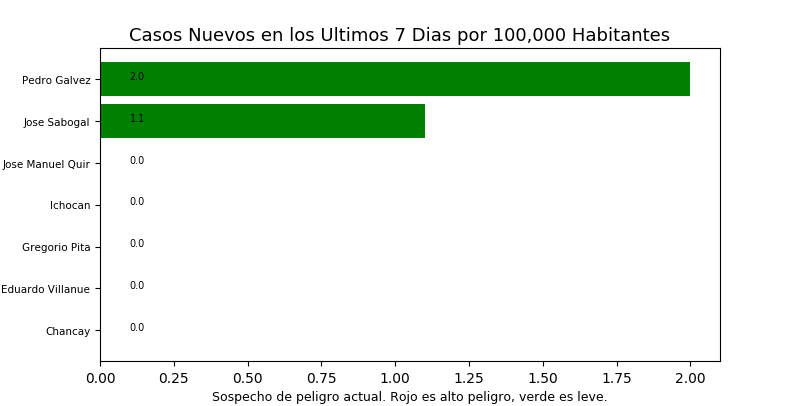 Casos Nuevos en los Ultimos 7 Dias por 100,000 Habitantes
Pedro Galvez 2.0
Jose Sabogal 1.1
Jose Manuel Quir 0.0
Ichocan 0.0
Gregorio Pita 0.0
Eduardo Villanue 0.0
Chancay 0.0
0.00 0.25 0.50 0.75 1.00 1.25 1.50 1.75 2.00
Sospecho de peligro actual. Rojo es alto peligro, verde es leve.